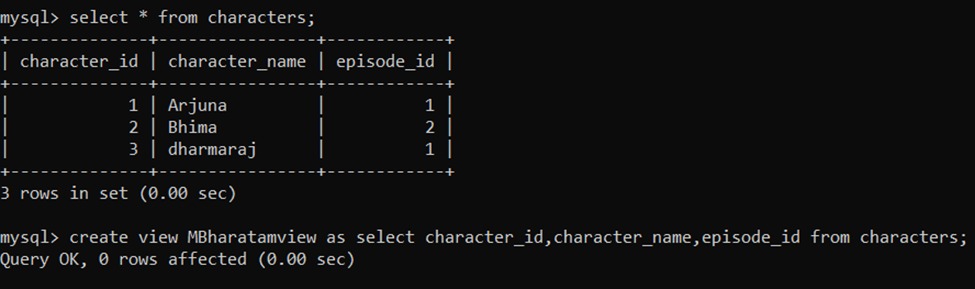 mysql> select * from characters;
+--------------+----------------+------------+
| character_id | character_name | episode_id |
+--------------+----------------+------------+
|            1 | Arjuna         |          1 |
|            2 | Bhima          |          2 |
|            3 | dharmaraj      |          1 |
+--------------+----------------+------------+
3 rows in set (0.00 sec)

mysql> create view MBharatamview as select character_id,character_name,episode_id from characters;
Query OK, 0 rows affected (0.00 sec)